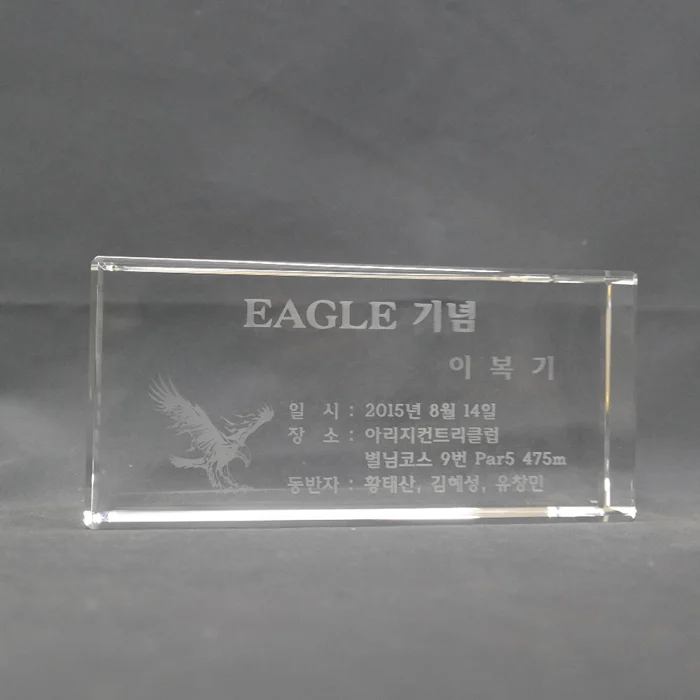 EAGLE 기념
이 복 기
일 시 : 2015년 8월 14일
장 소 : 아리지컨트리클럽
별님코스 9번 Par5 475m
동반자 : 황태산, 김혜성, 유창민